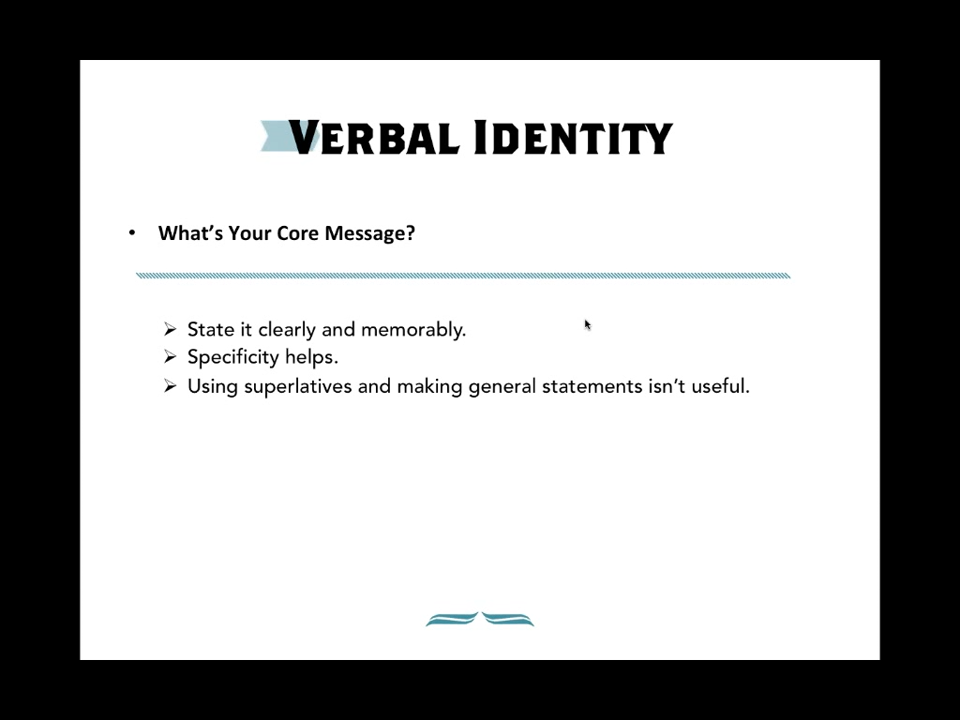 VERBAL IDENTITY
• What's Your Core Message?
➢ State it clearly and memorably.
➢ Specificity helps.
➢ Using superlatives and making general statements isn't useful.